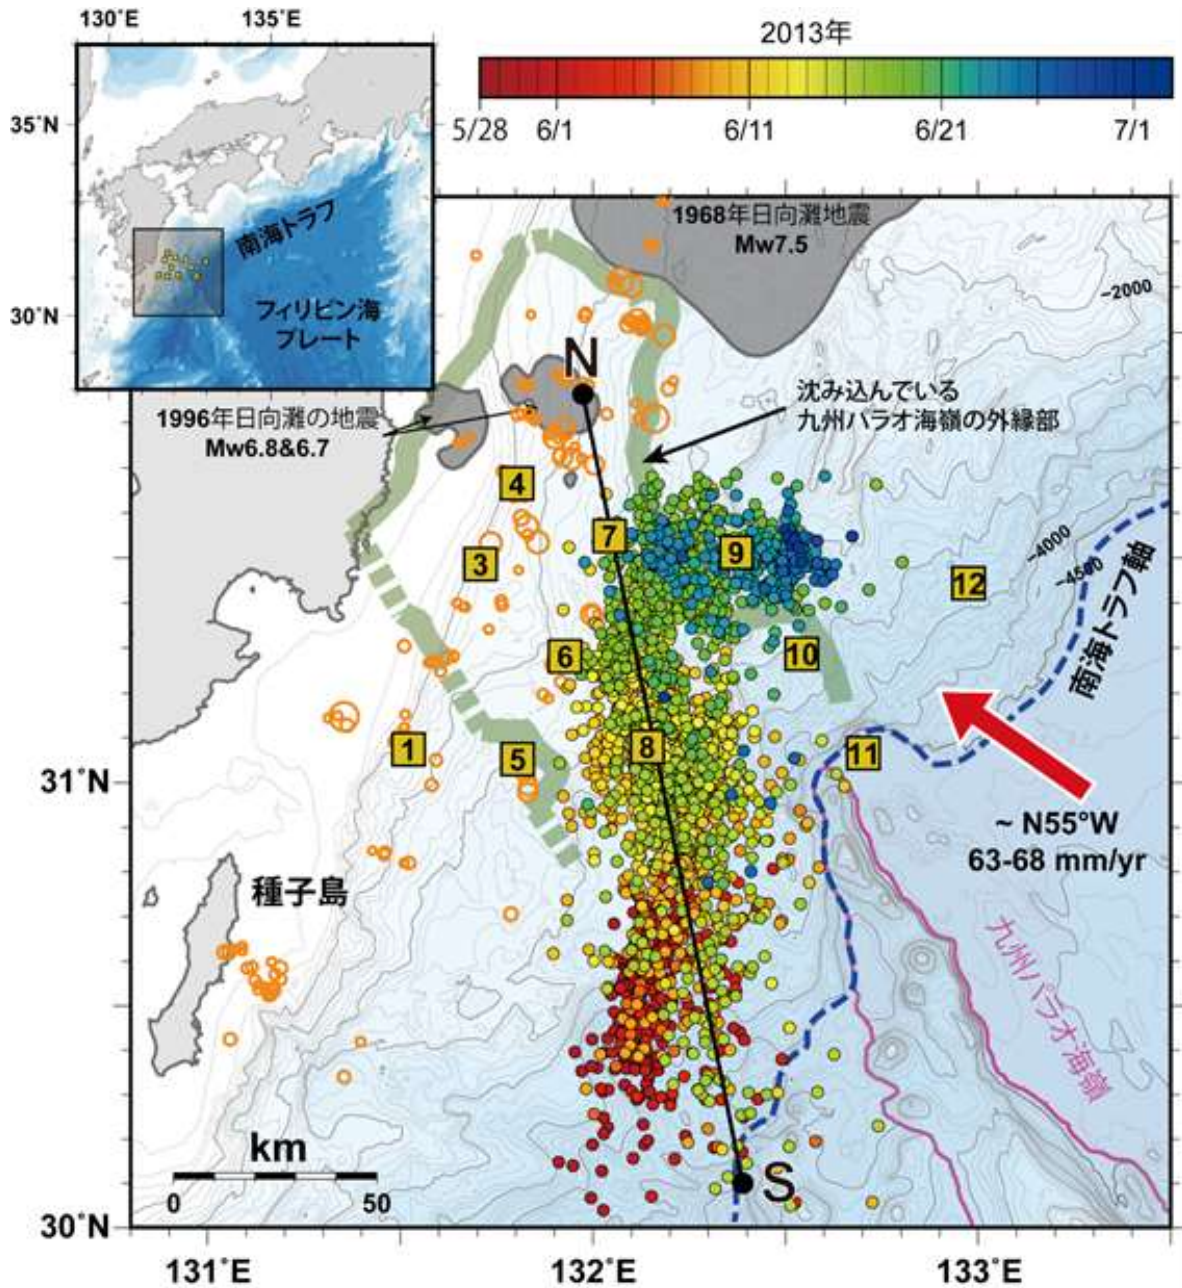 130°E
135°E
35°N
30°N
南海トラフ
フィリピン海
プレート
2013年
5/28
6/1
6/11
6/21
7/1
1968年日向灘地震
Mw7.5
-2000
N
沈み込んでいる
九州パラオ海嶺の外縁部
1996年日向灘の地震
Mw6.8&6.7
4
7
9
3
12
-4000
-4500
南海トラフ軸
6
10
1
5
8
11
31°N
~ N55°W
63-68 mm/yr
種子島
九州パラオ海嶺
km
0
50
S
30°N
131°E
132°E
133°E